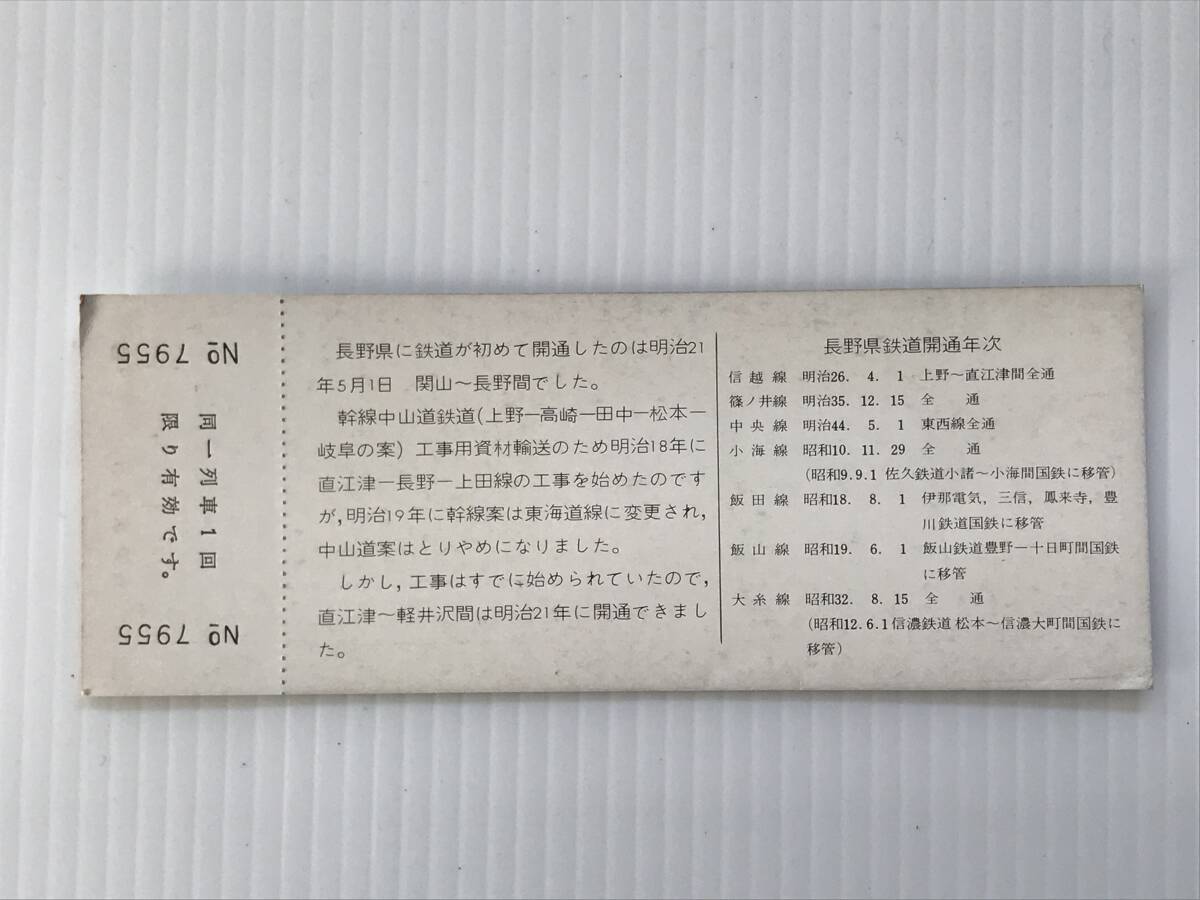 No 7955
同一列車1回
限り有効です。
No 7955
長野県に鉄道が初めて開通したのは明治21
年5月1日 関山〜長野間でした。
幹線中山道鉄道(上野ー高崎ー田中ー松本ー
岐阜の案)工事用資材輸送のため明治18年に
直江津ー長野ー上田線の工事を始めたのです
が,明治19年に幹線案は東海道線に変更され,
中山道案はとりやめになりました。
しかし,工事はすでに始められていたので,
直江津〜軽井沢間は明治21年に開通できまし
た。
長野県鉄道開通年次
信越線 明治26. 4. 1 上野〜直江津間全通
篠ノ井線 明治35. 12. 15 全 通
中央線 明治44. 5. 1 東西線全通
小海線 昭和10. 11. 29 全 通
(昭和9.9.1 佐久鉄道小諸〜小海間国鉄に移管)
飯田線 昭和18. 8. 1 伊那電気,三信,鳳来寺,豊
川鉄道国鉄に移管
飯山線 昭和19. 6. 1 飯山鉄道豊野ー十日町間国鉄
に移管
大糸線 昭和32. 8. 15 全 通
(昭和12.6.1信濃鉄道 松本〜信濃大町間国鉄に
移管)